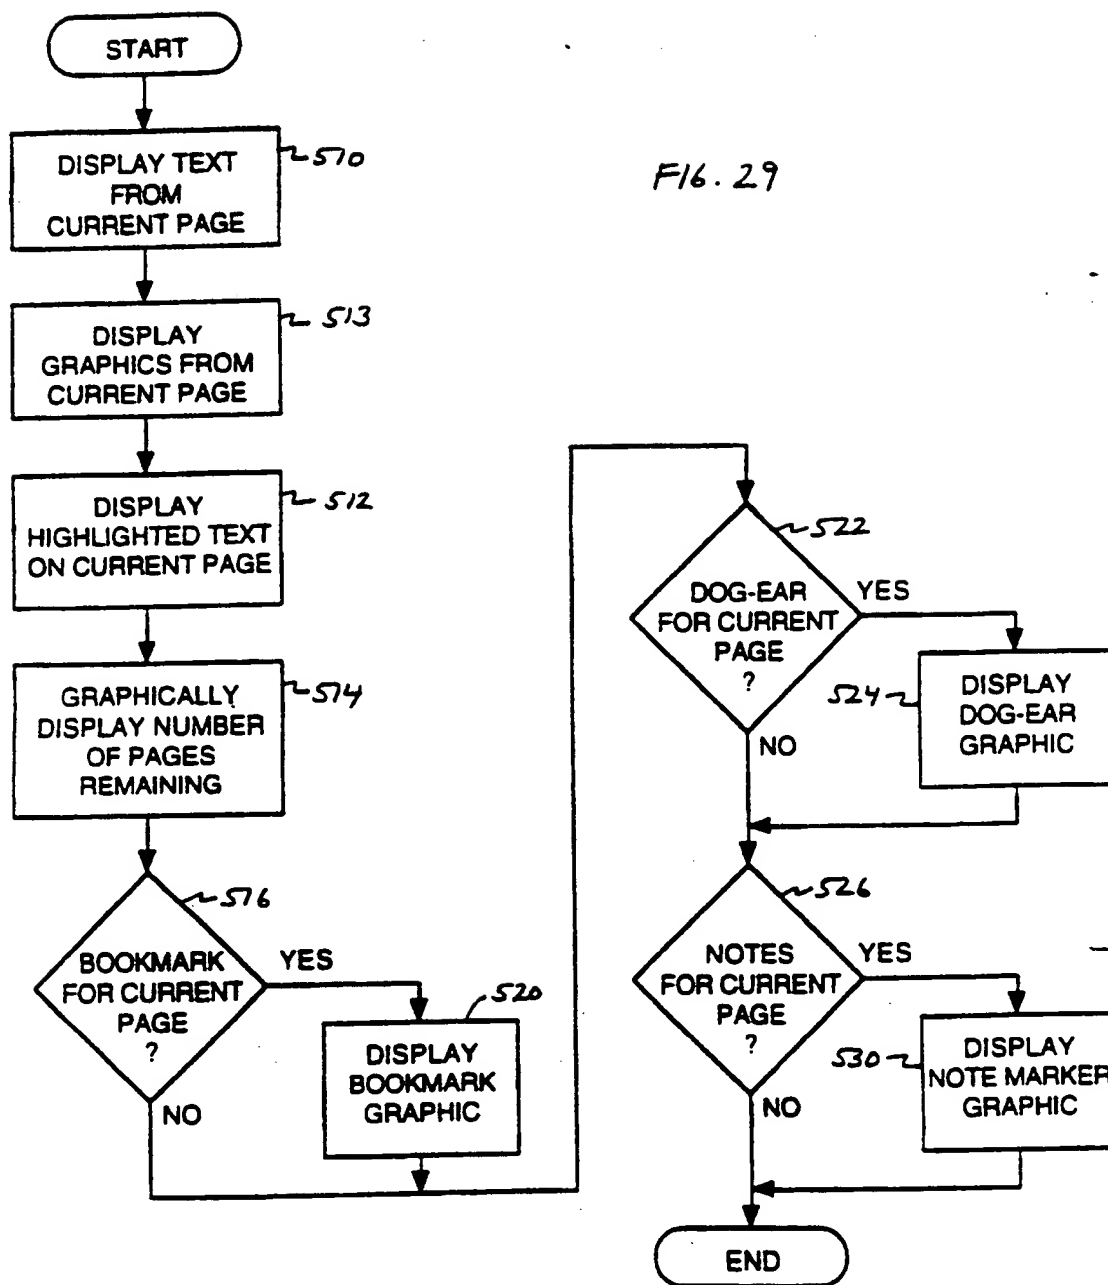 START
DISPLAY TEXT
FROM
CURRENT PAGE
510
FIG. 29
DISPLAY
GRAPHICS FROM
CURRENT PAGE
513
DISPLAY
HIGHLIGHTED TEXT
ON CURRENT PAGE
512
GRAPHICALLY
DISPLAY NUMBER
OF PAGES
REMAINING
514
516
BOOKMARK
FOR CURRENT
PAGE
?
YES
NO
520
DISPLAY
BOOKMARK
GRAPHIC
522
DOG-EAR
FOR CURRENT
PAGE
?
YES
NO
524
DISPLAY
DOG-EAR
GRAPHIC
526
NOTES
FOR CURRENT
PAGE
?
YES
NO
530
DISPLAY
NOTE MARKER
GRAPHIC
END